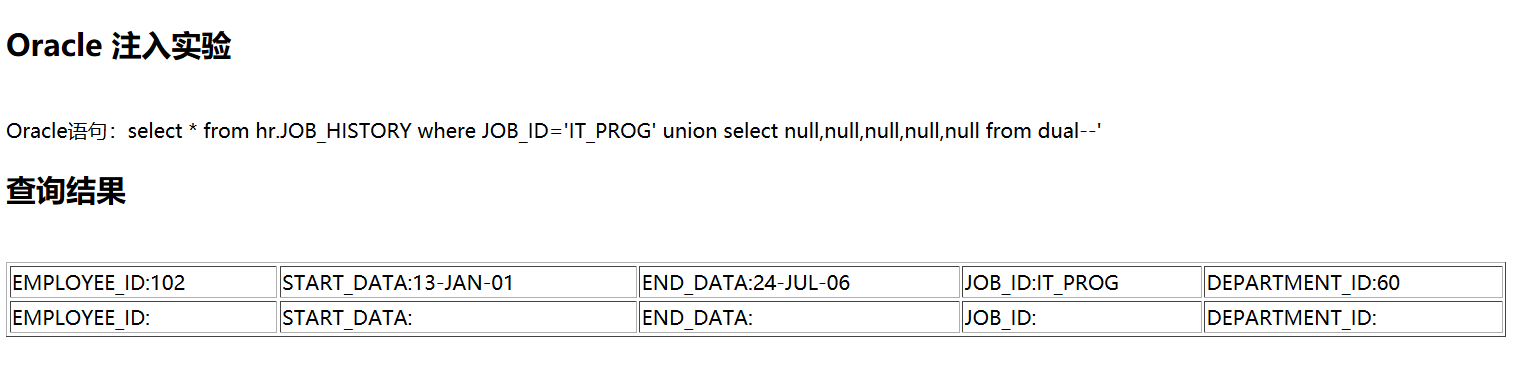 Oracle 注入实验
Oracle语句：select * from hr.JOB_HISTORY where JOB_ID='IT_PROG' union select null,null,null,null,null from dual--'
查询结果
EMPLOYEE_ID:102 START_DATA:13-JAN-01 END_DATA:24-JUL-06 JOB_ID:IT_PROG DEPARTMENT_ID:60
EMPLOYEE_ID: START_DATA: END_DATA: JOB_ID: DEPARTMENT_ID: